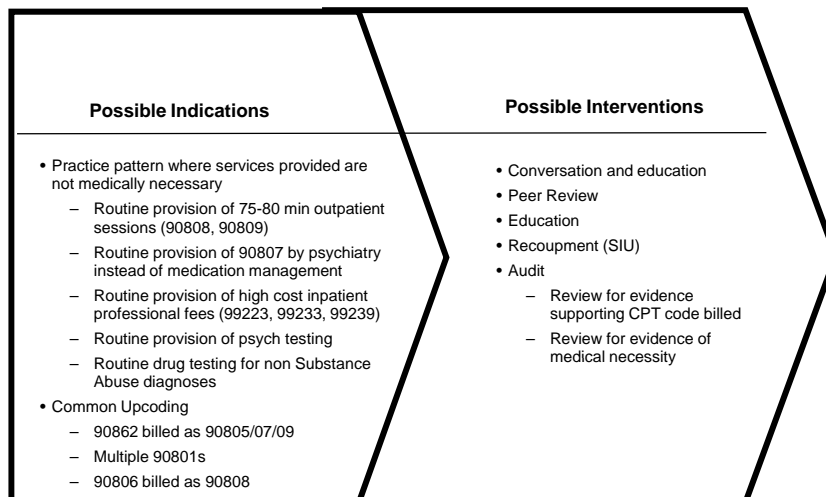 Possible Indications
• Practice pattern where services provided are
not medically necessary
– Routine provision of 75-80 min outpatient
sessions (90808, 90809)
– Routine provision of 90807 by psychiatry
instead of medication management
– Routine provision of high cost inpatient
professional fees (99223, 99233, 99239)
– Routine provision of psych testing
– Routine drug testing for non Substance
Abuse diagnoses
• Common Upcoding
– 90862 billed as 90805/07/09
– Multiple 90801s
– 90806 billed as 90808
Possible Interventions
• Conversation and education
• Peer Review
• Education
• Recoupment (SIU)
• Audit
– Review for evidence
supporting CPT code billed
– Review for evidence of
medical necessity